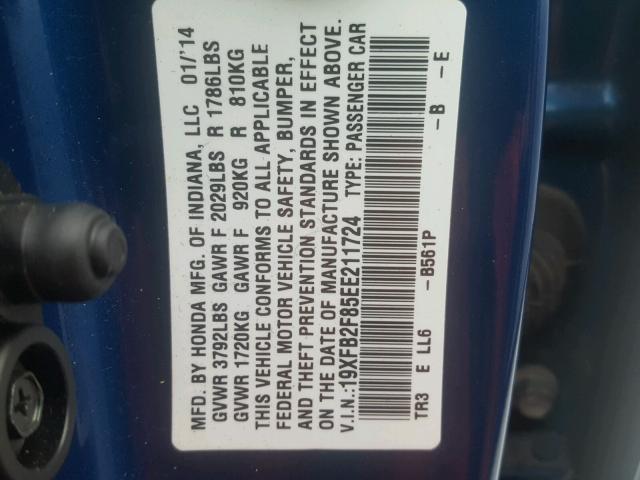 MFD. BY HONDA MFG. OF INDIANA, LLC 01/'14
GVWR 3792LBS GAWR F 2029LBS R 1786LBS
GVWR 1720KG GAWR F 920KG R 810KG
THIS VEHICLE CONFORMS TO ALL APPLICABLE
FEDERAL MOTOR VEHICLE SAFETY, BUMPER,
AND THEFT PREVENTION STANDARDS IN EFFECT
ON THE DATE OF MANUFACTURE SHOWN ABOVE.
V.I.N.:19XFB2F85EE211724 TYPE: PASSENGER CAR
TR3 E LL6 -B561P -B -E